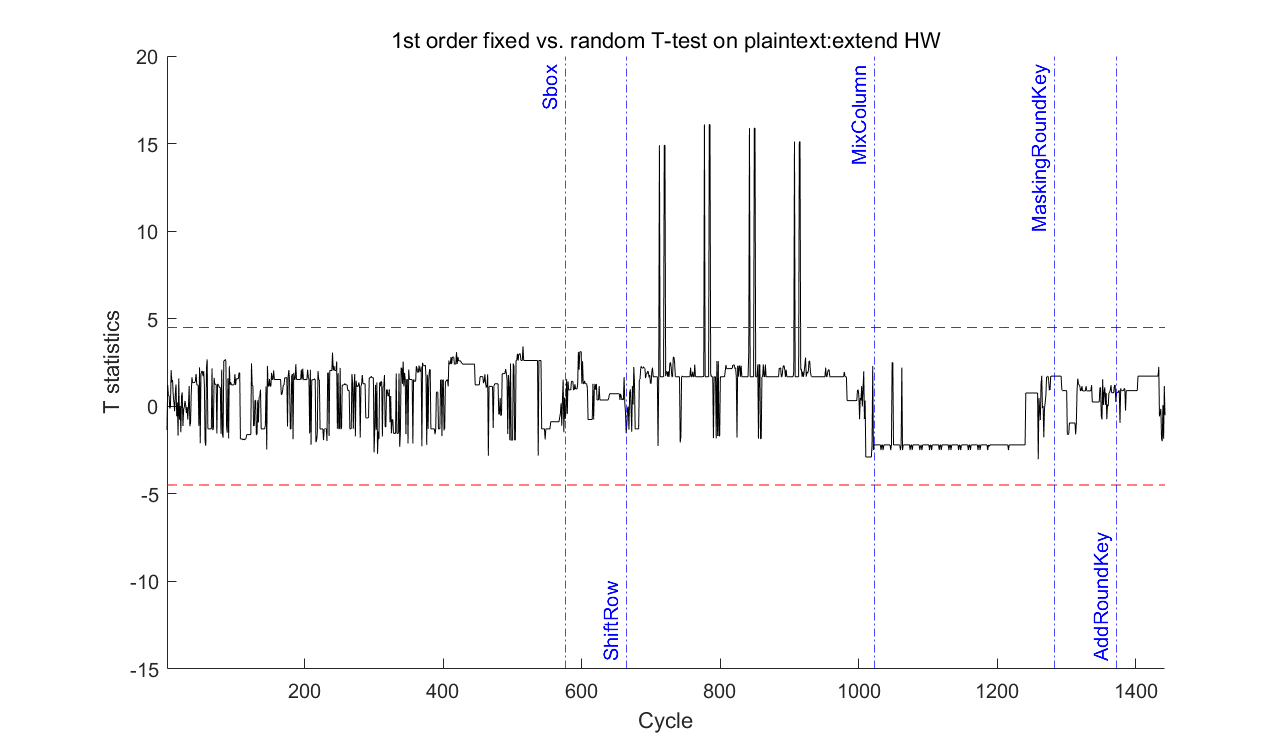 1st order fixed vs. random T-test on plaintext:extend HW
20
15
10
5
0
-5
-10
-15
T statistics
Sbox
ShiftRow
MixColumn
MaskingRoundKey
AddRoundKey
200
400
600
800
1000
1200
1400
Cycle